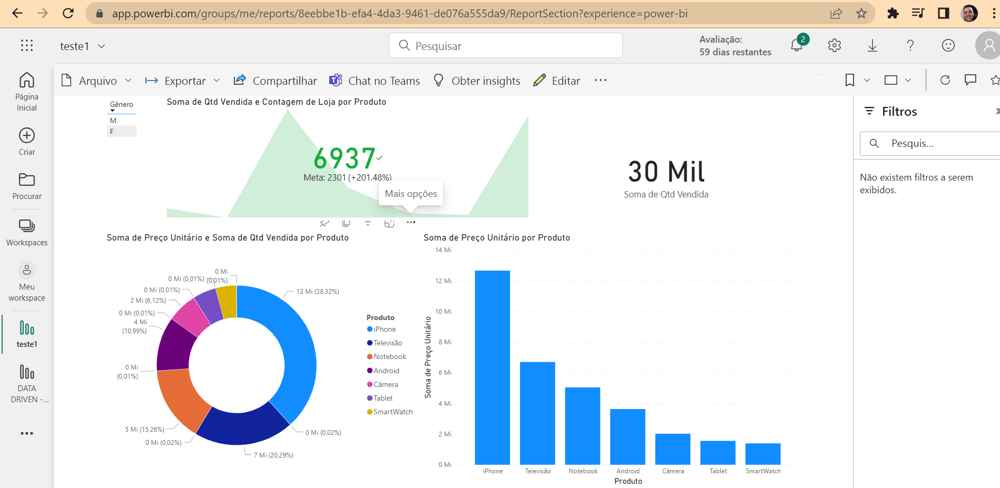 app.powerbi.com/groups/me/reports/8eebbe1b-efa4-4da3-9461-de076a555da9/ReportSection?experience=power-bi
teste1
Pesquisar
Avaliação:
59 dias restantes
2
Arquivo
Exportar
Compartilhar
Chat no Teams
Obter insights
Editar
Página
Inicial
Criar
Procurar
Workspaces
Meu
workspace
teste1
DATA
DRIVEN -...
Gênero
M
F
Soma de Qtd Vendida e Contagem de Loja por Produto
6937
Meta: 2301 (+201.48%)
Mais opções
30 Mil
Soma de Qtd Vendida
Filtros
Pesquis...
Não existem filtros a serem
exibidos.
Soma de Preço Unitário e Soma de Qtd Vendida por Produto
0 Mi
(0,01%)
0 Mi (0,01%)
0 Mi (0,01%)
2 Mi (6,12%)
0 Mi (0,01%)
4 Mi
(10,99%)
0 Mi
(0,01%)
5 Mi (15,26%)
0 Mi (0,02%)
7 Mi (20,29%)
0 Mi (0,02%)
13 Mi (38,32%)
Produto
iPhone
Televisão
Notebook
Android
Câmera
Tablet
SmartWatch
Soma de Preço Unitário por Produto
Soma de Preço Unitário
14 Mi
12 Mi
10 Mi
8 Mi
6 Mi
4 Mi
2 Mi
0 Mi
iPhone
Televisão
Notebook
Android
Câmera
Tablet
SmartWatch
Produto